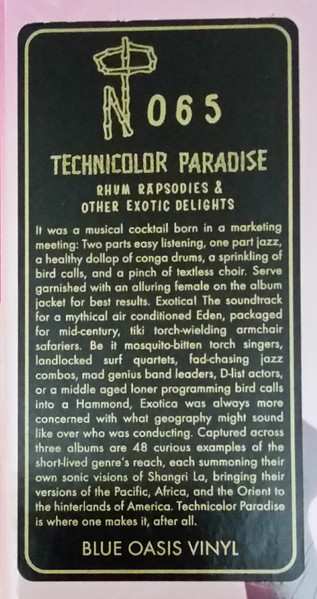 N 065
TECHNICOLOR PARADISE
RHUM RAPSODIES &
OTHER EXOTIC DELIGHTS
It was a musical cocktail born in a marketing
meeting: Two parts easy listening, one part jazz,
a healthy dollop of conga drums, a sprinkling of
bird calls, and a pinch of textless choir. Serve
garnished with an alluring female on the album
jacket for best results. Exotica! The soundtrack
for a mythical air conditioned Eden, packaged
for mid-century, tiki torch-wielding armchair
safariers. Be it mosquito-bitten torch singers,
landlocked surf quartets, fad-chasing jazz
combos, mad genius band leaders, D-list actors,
or a middle aged loner programming bird calls
into a Hammond, Exotica was always more
concerned with what geography might sound
like over who was conducting. Captured across
three albums are 48 curious examples of the
short-lived genre's reach, each summoning their
own sonic visions of Shangri La, bringing their
versions of the Pacific, Africa, and the Orient to
the hinterlands of America. Technicolor Paradise
is where one makes it, after all.
BLUE OASIS VINYL